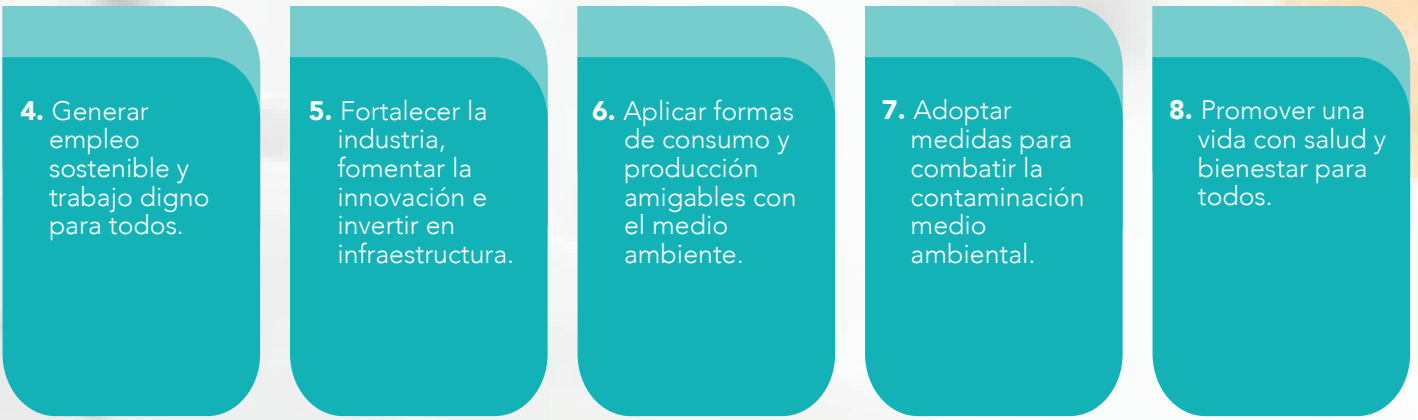 4. Generar
empleo
sostenible y
trabajo digno
para todos.
5. Fortalecer la
industria,
fomentar la
innovación e
invertir en
infraestructura.
6. Aplicar formas
de consumo y
producción
amigables con
el medio
ambiente.
7. Adoptar
medidas para
combatir la
contaminación
medio
ambiental.
8. Promover una
vida con salud y
bienestar para
todos.